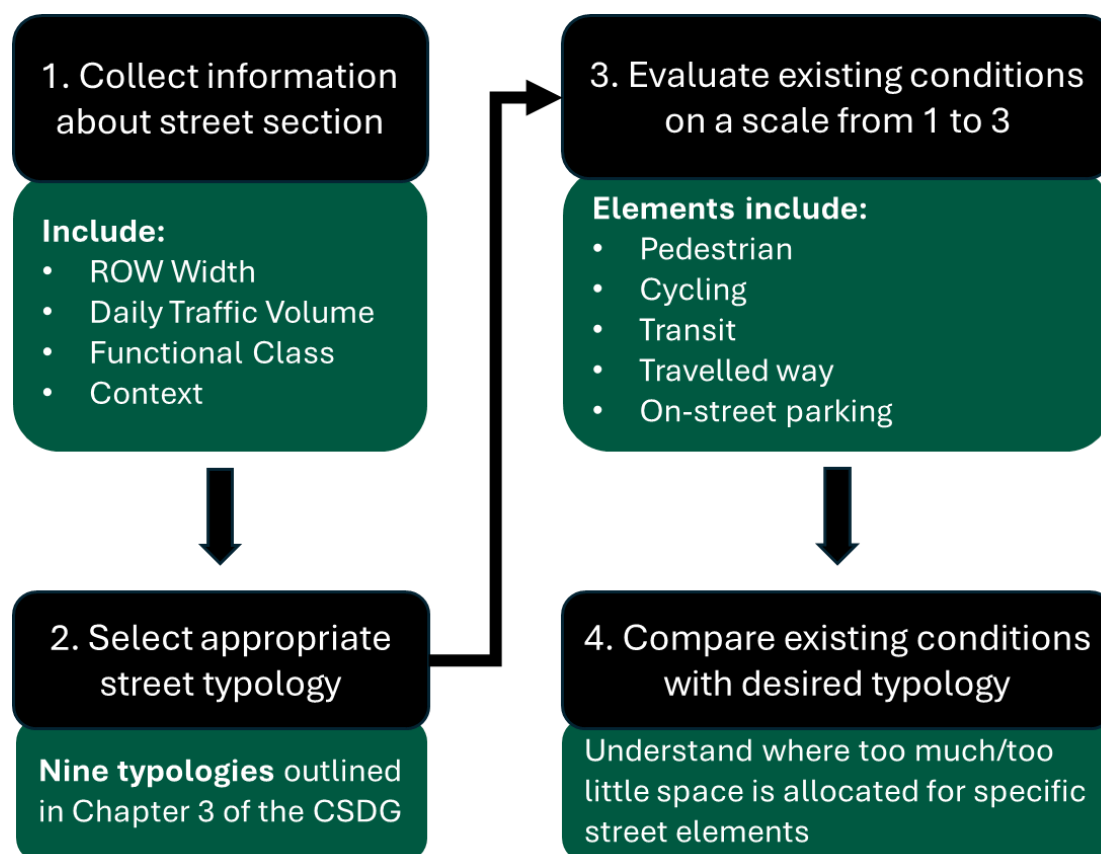 1. Collect information
about street section
Include:
• ROW Width
• Daily Traffic Volume
• Functional Class
• Context
2. Select appropriate
street typology
Nine typologies outlined
in Chapter 3 of the CSDG
3. Evaluate existing conditions
on a scale from 1 to 3
Elements include:
• Pedestrian
• Cycling
• Transit
• Travelled way
• On-street parking
4. Compare existing conditions
with desired typology
Understand where too much/too
little space is allocated for specific
street elements